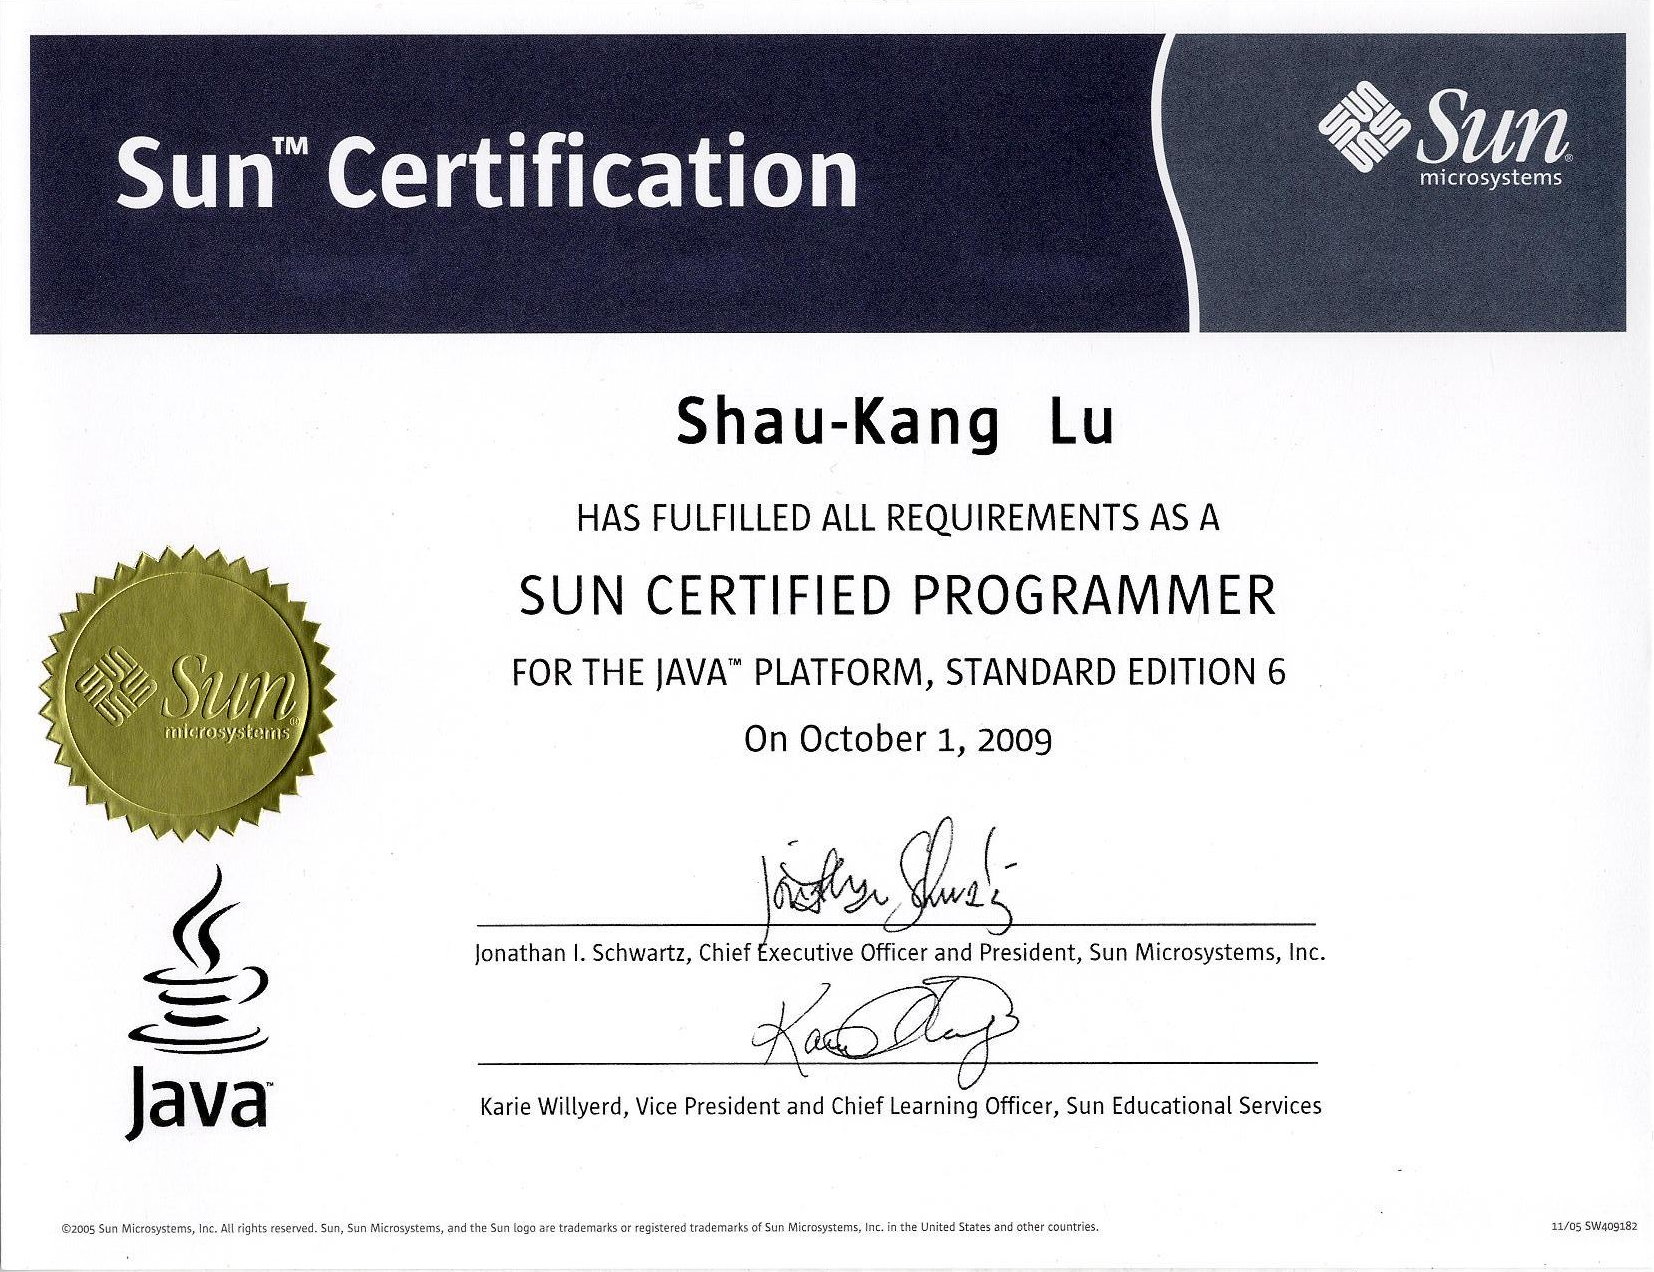 Sun™ Certification
Sun®
microsystems
Shau-Kang Lu
HAS FULFILLED ALL REQUIREMENTS AS A
SUN CERTIFIED PROGRAMMER
FOR THE JAVA™ PLATFORM, STANDARD EDITION 6
On October 1, 2009
Sun®
microsystems
Jonathan Schwartz
Jonathan I. Schwartz, Chief Executive Officer and President, Sun Microsystems, Inc.
Karie Willyerd, Vice President and Chief Learning Officer, Sun Educational Services
Java™
©2005 Sun Microsystems, Inc. All rights reserved. Sun, Sun Microsystems, and the Sun logo are trademarks or registered trademarks of Sun Microsystems, Inc. in the United States and other countries.
11/05 SW409182